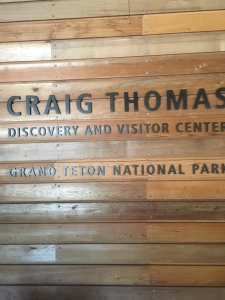 CRAIG THOMAS
DISCOVERY AND VISITOR CENTER
GRAND TETON NATIONAL PARK